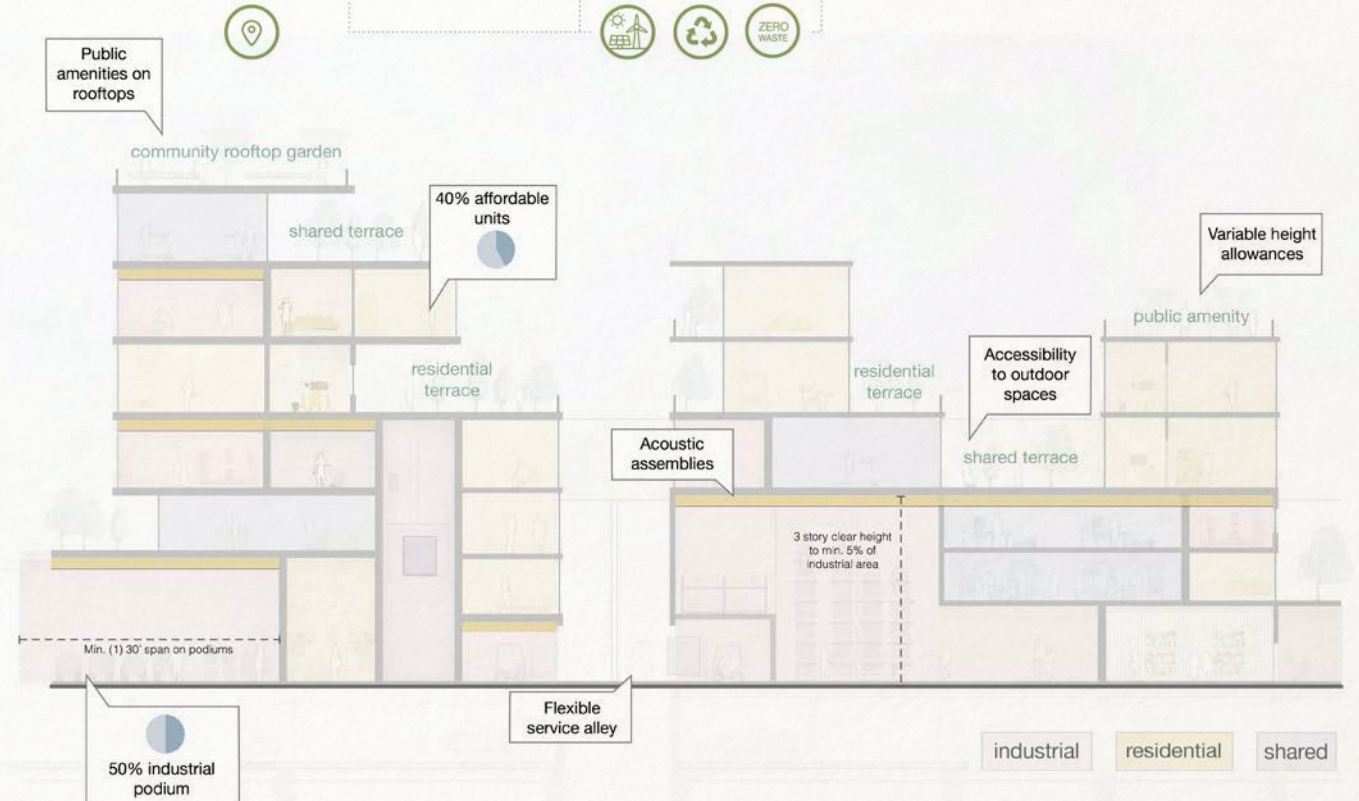 ZERO
WASTE
Public
amenities on
rooftops
community rooftop garden
40% affordable
units
shared terrace
Variable height
allowances
public amenity
Accessibility
to outdoor
spaces
residential
terrace
residential
terrace
Acoustic
assemblies
shared terrace
3 story clear height
to min. 5% of
industrial area
Min. (1) 30' span on podiums
Flexible
service alley
50% industrial
podium
industrial
residential
shared